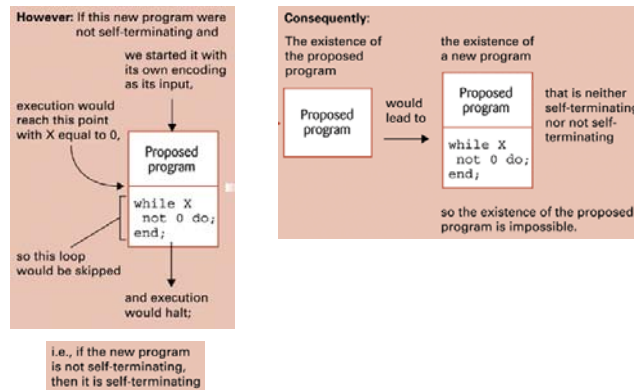 However: If this new program were
not self-terminating and
we started it with
its own encoding
as its input,
execution would
reach this point
with X equal to 0,
Proposed
program
while X
not 0 do;
end;
so this loop
would be skipped
and execution
would halt;
i.e., if the new program
is not self-terminating,
then it is self-terminating
Consequently:
The existence of
the proposed
program
Proposed
program
would
lead to
the existence of
a new program
Proposed
program
while X
not 0 do;
end;
that is neither
self-terminating
nor not self-
terminating
so the existence of the proposed
program is impossible.